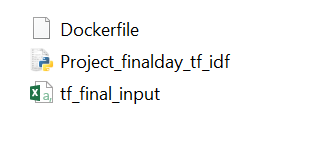 Dockerfile
Project_finalday_tf_idf
tf_final_input